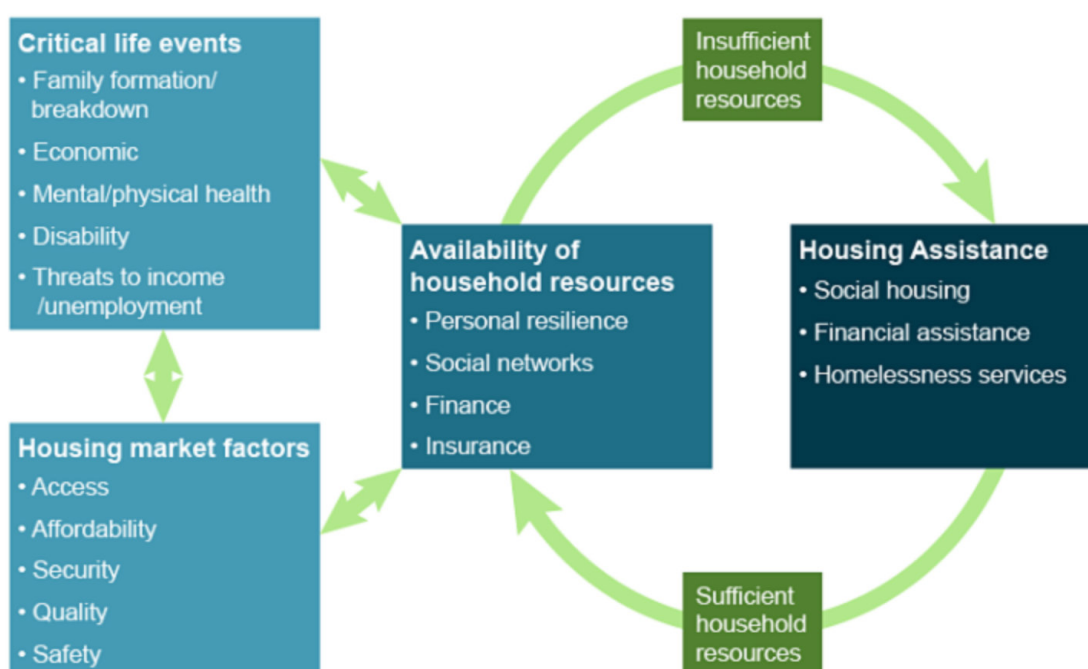 Critical life events
• Family formation/
breakdown
• Economic
• Mental/physical health
• Disability
• Threats to income
/unemployment
Housing market factors
• Access
• Affordability
• Security
• Quality
• Safety
Availability of
household resources
• Personal resilience
• Social networks
• Finance
• Insurance
Insufficient
household
resources
Housing Assistance
• Social housing
• Financial assistance
• Homelessness services
Sufficient
household
resources